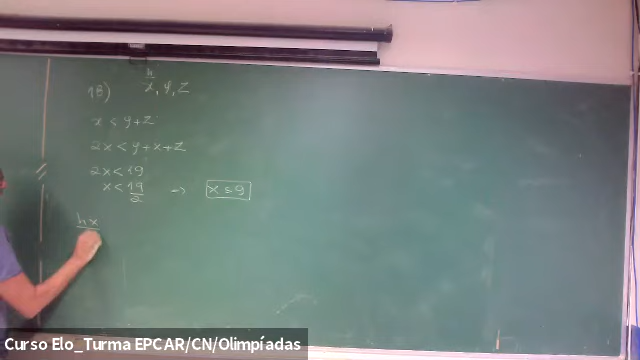 h
18) x, y, z
x < y+z
2x < y+x+z
2x < 19
x < 19/2 → x ≤ 9
hx
Curso Elo_Turma EPCAR/CN/Olimpíadas